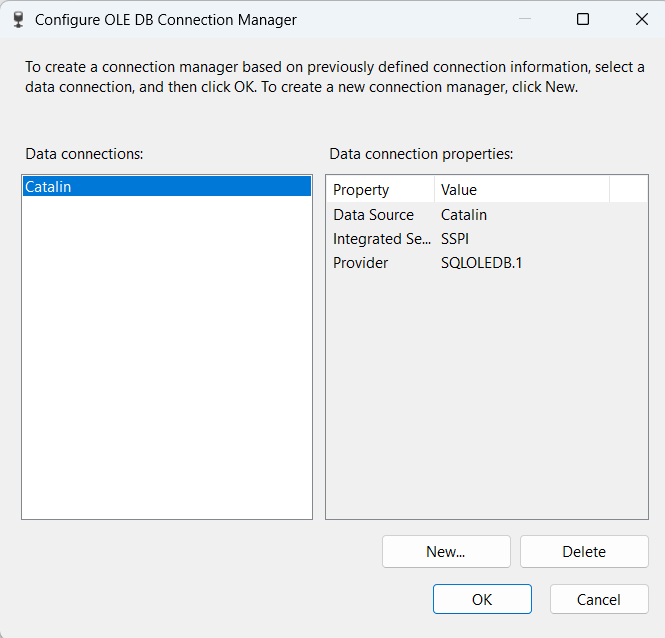 Configure OLE DB Connection Manager
To create a connection manager based on previously defined connection information, select a
data connection, and then click OK. To create a new connection manager, click New.
Data connections:
Catalin
Data connection properties:
Property Value
Data Source Catalin
Integrated Se... SSPI
Provider SQLOLEDB.1
New...
Delete
OK
Cancel